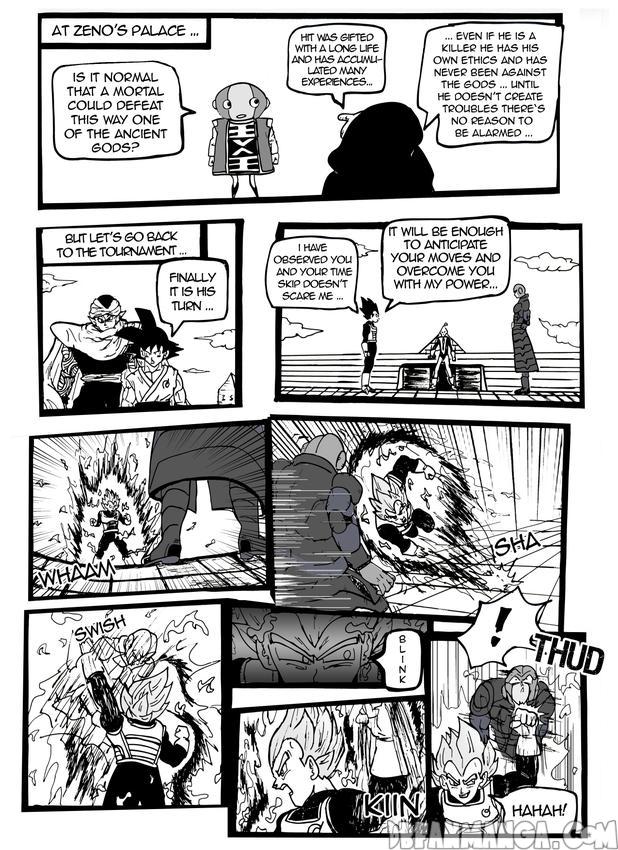 AT ZENO'S PALACE ...
IS IT NORMAL
THAT A MORTAL
COULD DEFEAT
THIS WAY ONE
OF THE ANCIENT
GODS?
HIT WAS GIFTED
WITH A LONG LIFE
AND HAS ACCUMU-
LATED MANY
EXPERIENCES...
... EVEN IF HE IS A
KILLER HE HAS HIS
OWN ETHICS AND HAS
NEVER BEEN AGAINST
THE GODS ... UNTIL
HE DOESN'T CREATE
TROUBLES THERE'S
NO REASON TO
BE ALARMED ...
BUT LET'S GO BACK
TO THE TOURNAMENT ...
FINALLY
IT IS HIS
TURN ...
I HAVE
OBSERVED YOU
AND YOUR TIME
SKIP DOESN'T
SCARE ME ...
IT WILL BE ENOUGH
TO ANTICIPATE
YOUR MOVES AND
OVERCOME YOU
WITH MY POWER...
WHAAM
SHA
SWISH
BLINK
!
THUD
KIIN
HAHAH!
DBFANMANGA.COM